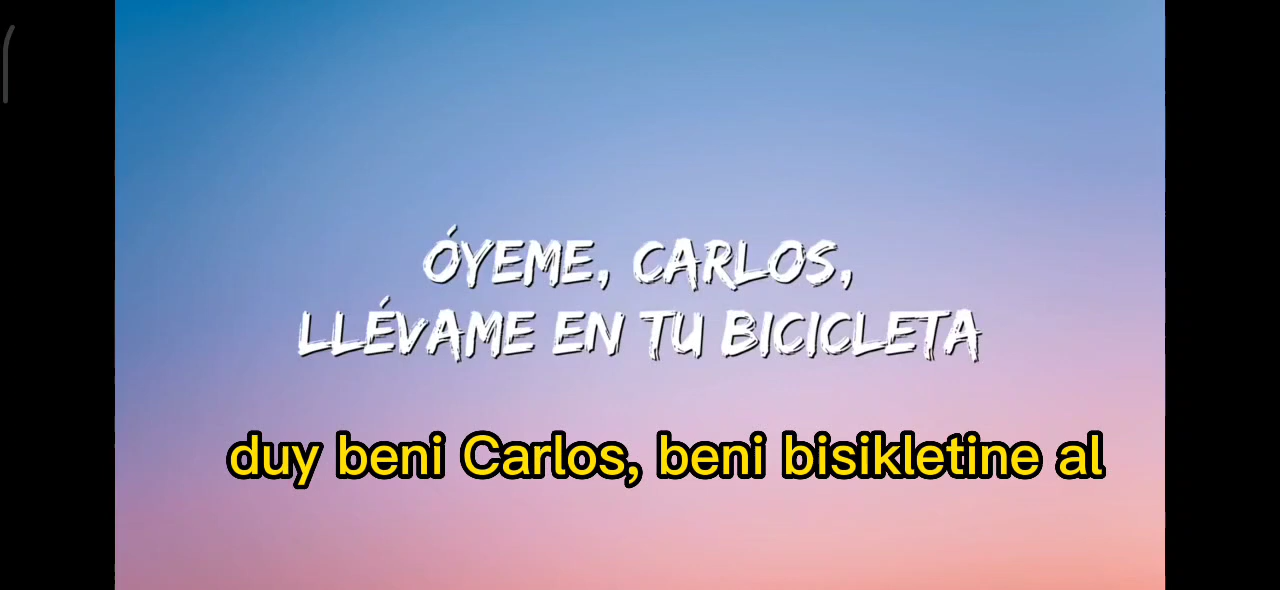 ÓYEME, CARLOS,
LLÉVAME EN TU BICICLETA
duy beni Carlos, beni bisikletine al